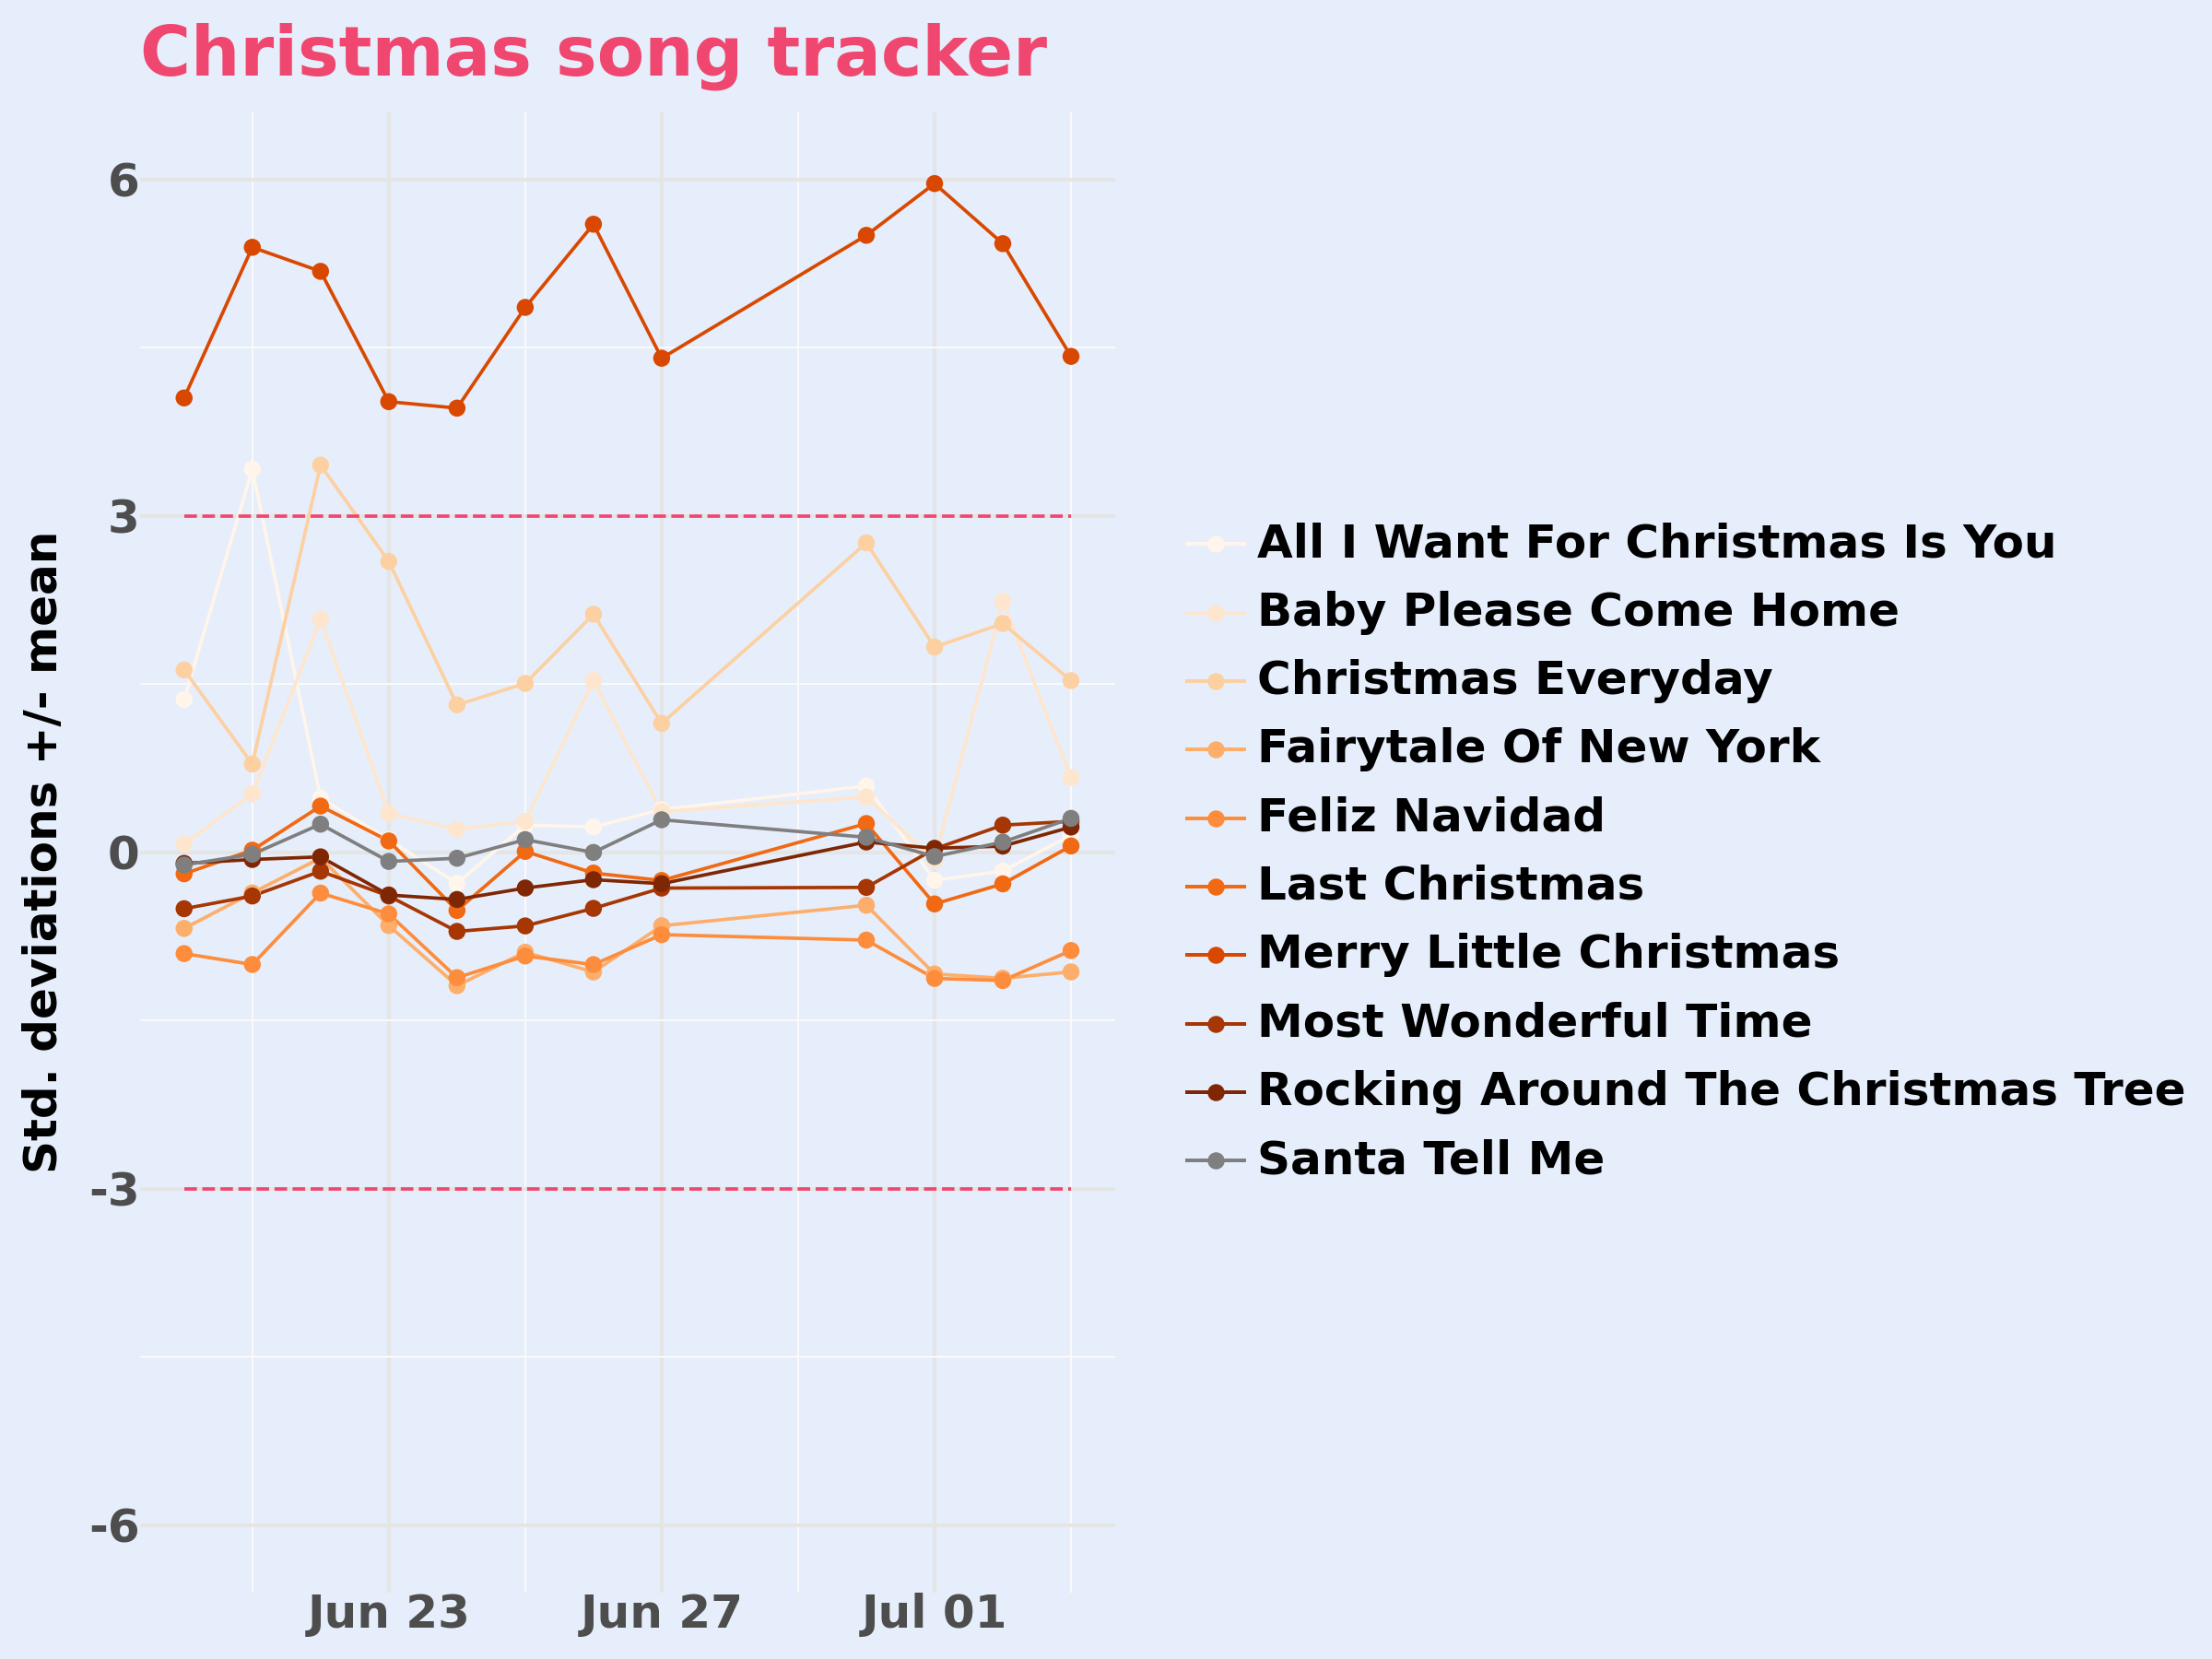 Christmas song tracker
Std. deviations +/- mean
6
3
0
-3
-6
Jun 23
Jun 27
Jul 01
All I Want For Christmas Is You
Baby Please Come Home
Christmas Everyday
Fairytale Of New York
Feliz Navidad
Last Christmas
Merry Little Christmas
Most Wonderful Time
Rocking Around The Christmas Tree
Santa Tell Me